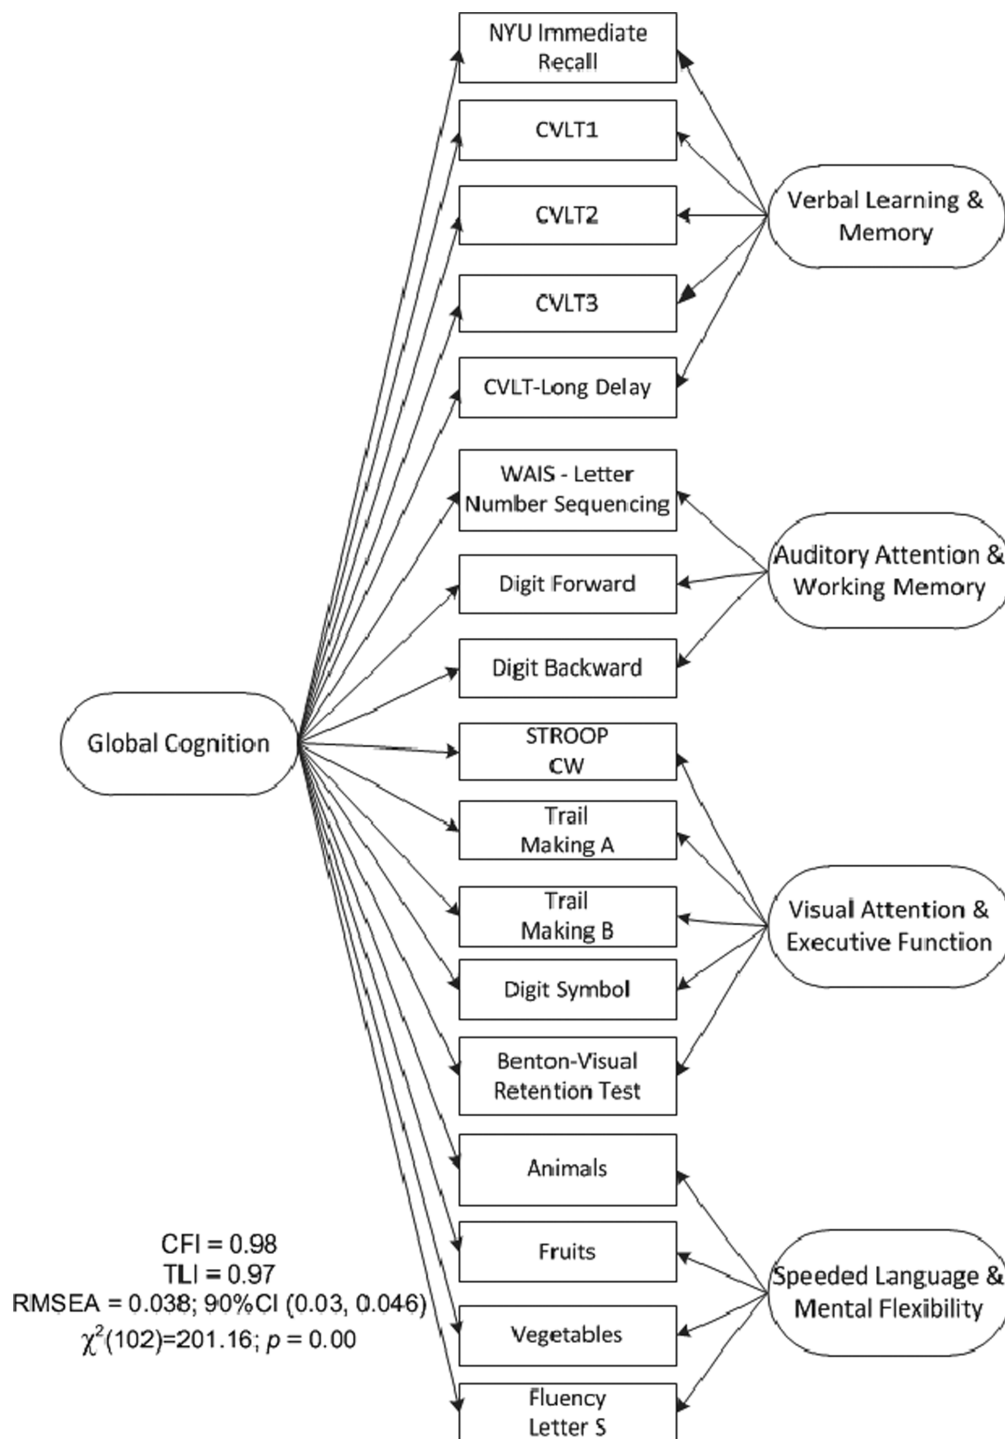 NYU Immediate
Recall
CVLT1
CVLT2
CVLT3
CVLT-Long Delay
WAIS - Letter
Number Sequencing
Digit Forward
Digit Backward
STROOP
CW
Trail
Making A
Trail
Making B
Digit Symbol
Benton-Visual
Retention Test
Animals
Fruits
Vegetables
Fluency
Letter S
Global Cognition
Verbal Learning &
Memory
Auditory Attention &
Working Memory
Visual Attention &
Executive Function
Speeded Language &
Mental Flexibility
CFI = 0.98
TLI = 0.97
RMSEA = 0.038; 90%CI (0.03, 0.046)
χ²(102)=201.16; p = 0.00